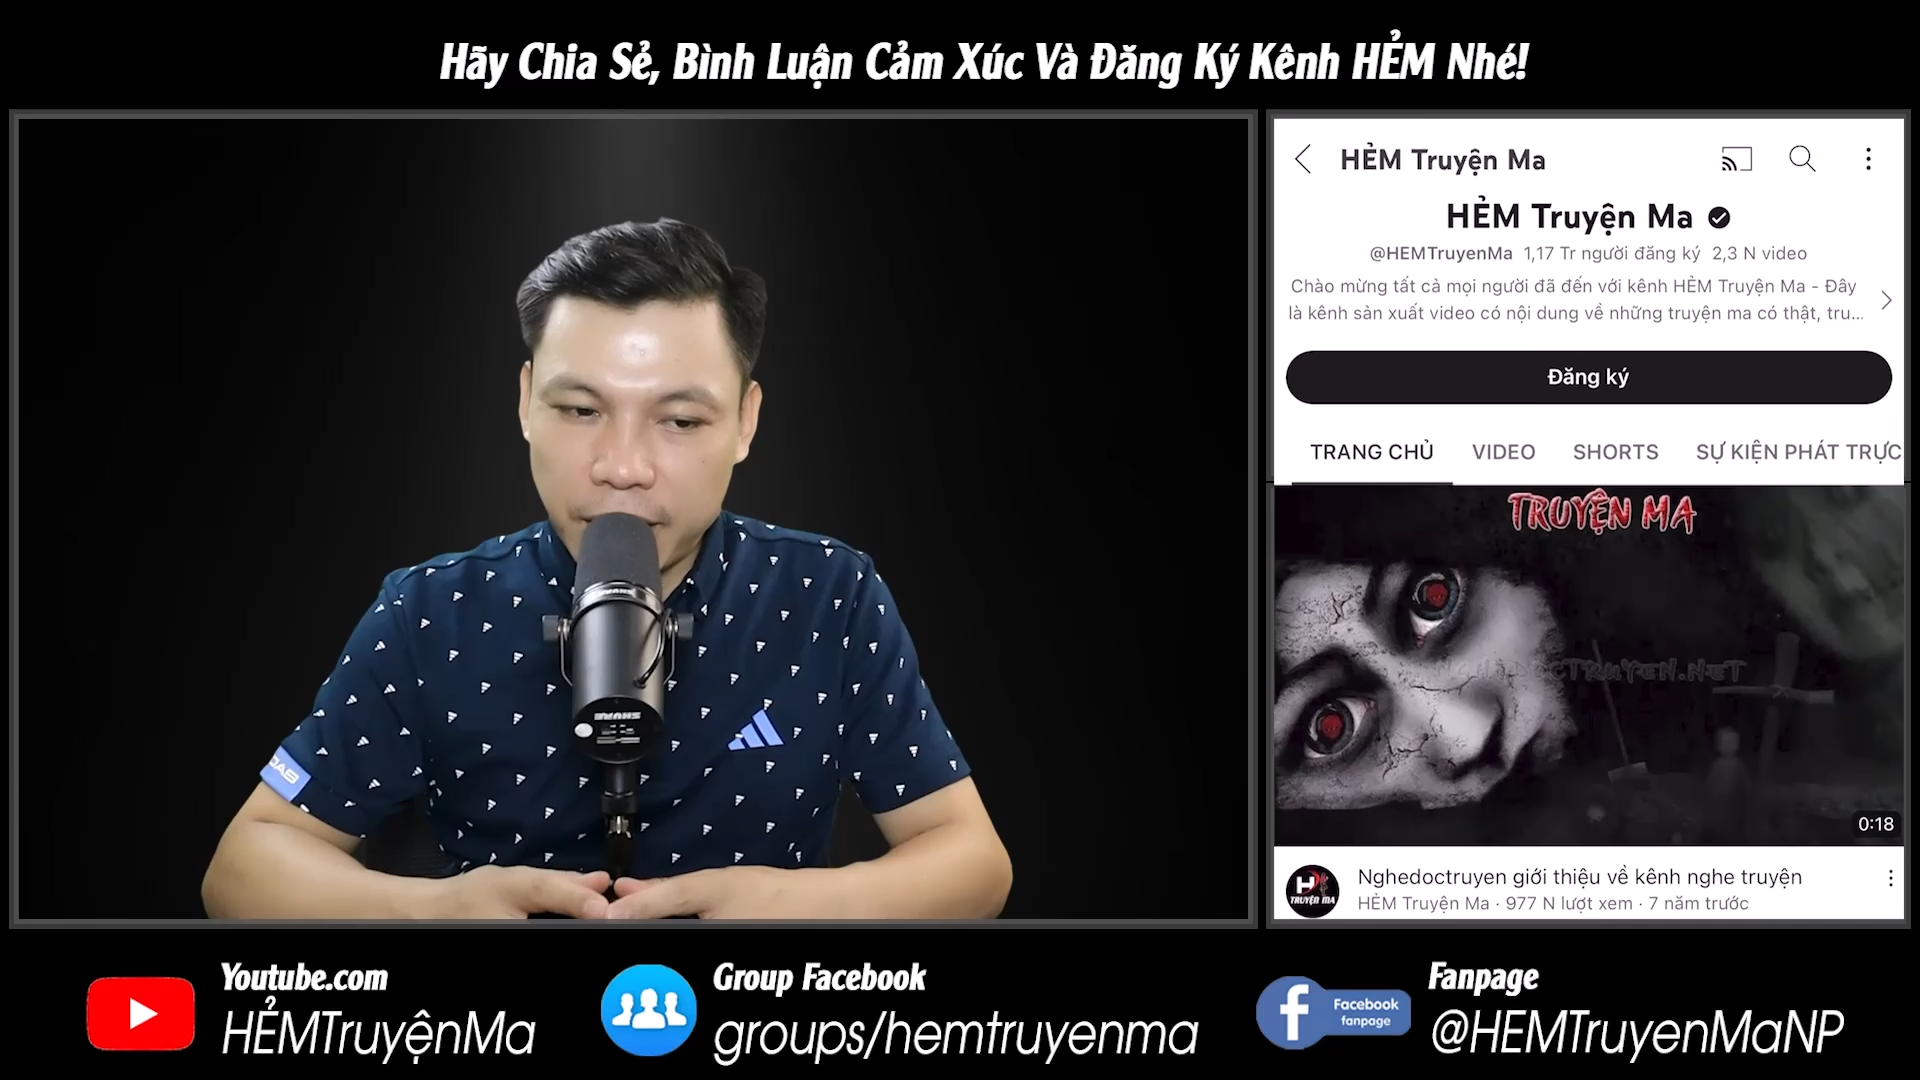 Hãy Chia Sẻ, Bình Luận Cảm Xúc Và Đăng Ký Kênh HẺM Nhé!
HẺM Truyện Ma
HẺM Truyện Ma
@HEMTruyenMa 1,17 Tr người đăng ký 2,3 N video
Chào mừng tất cả mọi người đã đến với kênh HẺM Truyện Ma - Đây
là kênh sản xuất video có nội dung về những truyện ma có thật, tru...
Đăng ký
TRANG CHỦ VIDEO SHORTS SỰ KIỆN PHÁT TRỰC
TRUYỆN MA
NGHEDOCTRUYEN.NET
0:18
Nghedoctruyen giới thiệu về kênh nghe truyện
HẺM Truyện Ma · 977 N lượt xem · 7 năm trước
TRUYỆN MA
SHURE
Youtube.com
HẺMTruyệnMa
Group Facebook
groups/hemtruyenma
Facebook
fanpage
Fanpage
@HEMTruyenMaNP